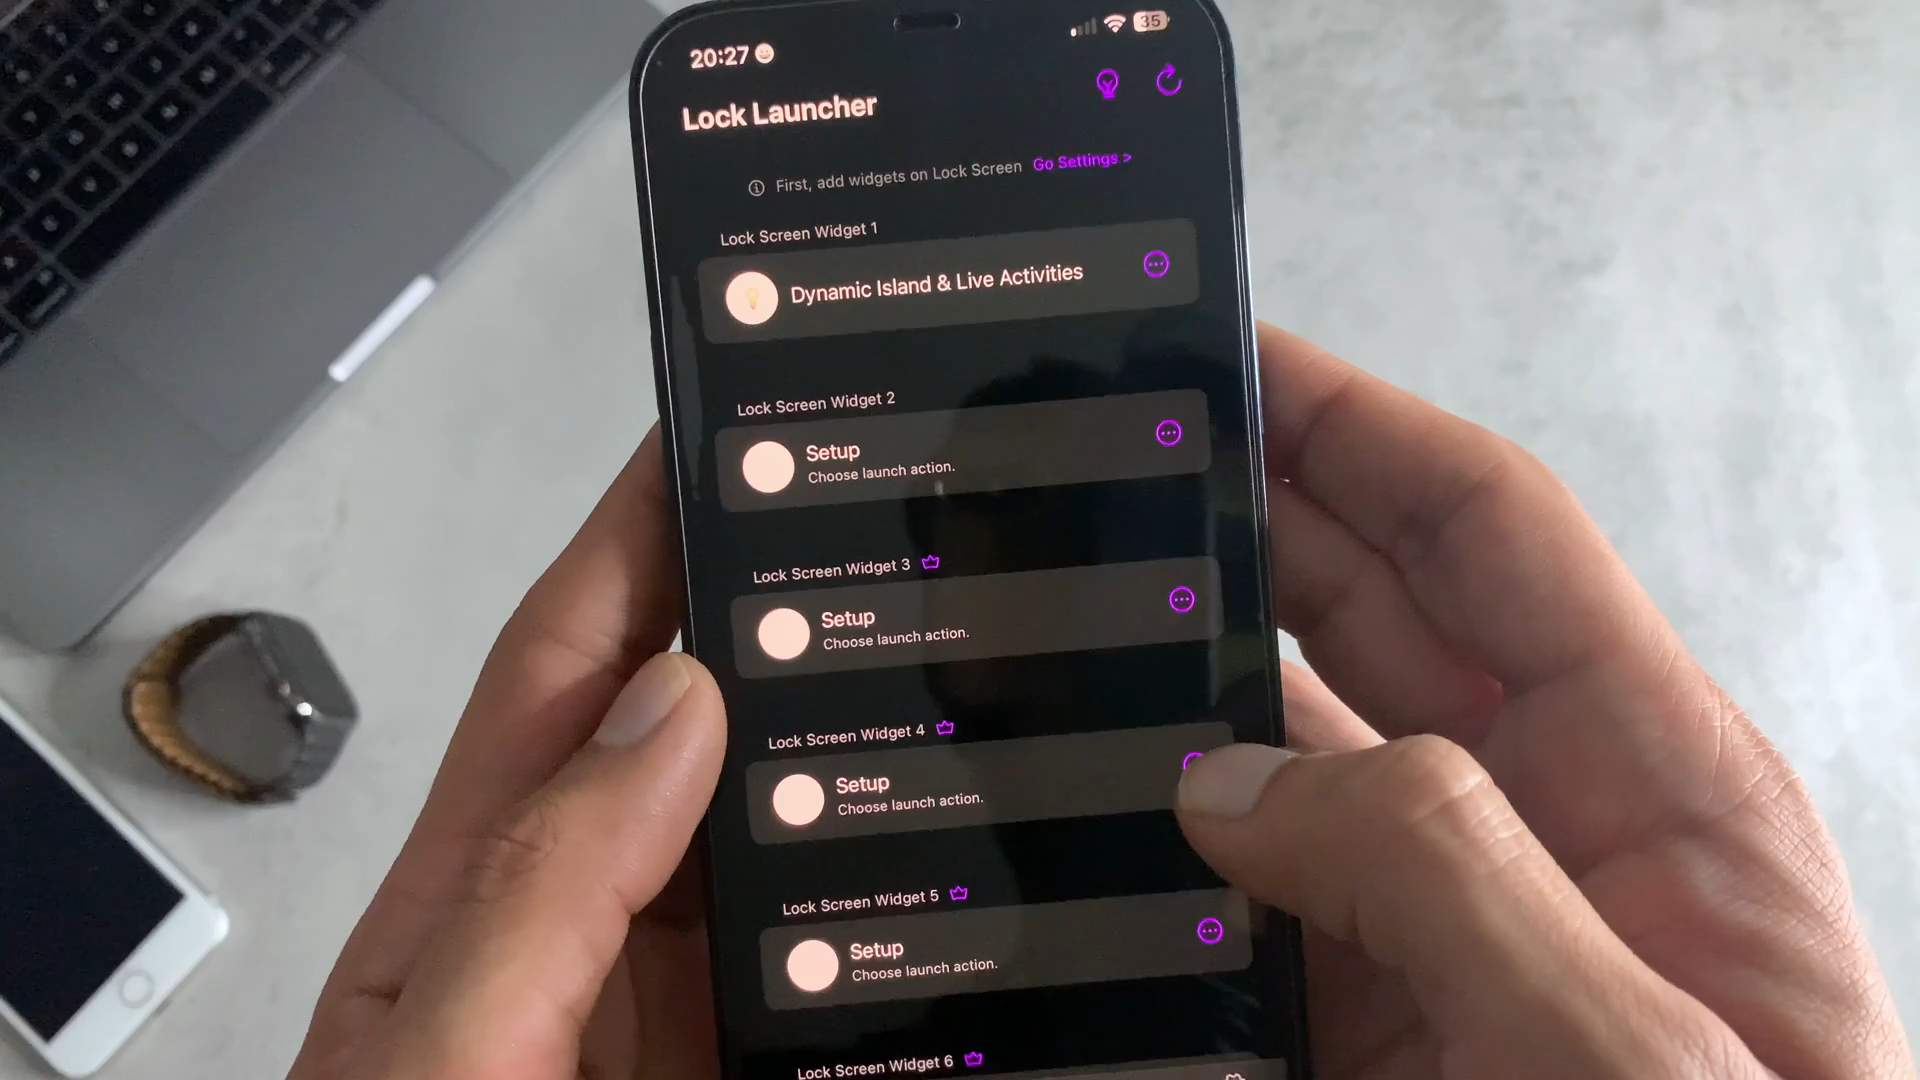 20:27
35
Lock Launcher
First, add widgets on Lock Screen Go Settings >
Lock Screen Widget 1
Dynamic Island & Live Activities
Lock Screen Widget 2
Setup
Choose launch action.
Lock Screen Widget 3
Setup
Choose launch action.
Lock Screen Widget 4
Setup
Choose launch action.
Lock Screen Widget 5
Setup
Choose launch action.
Lock Screen Widget 6